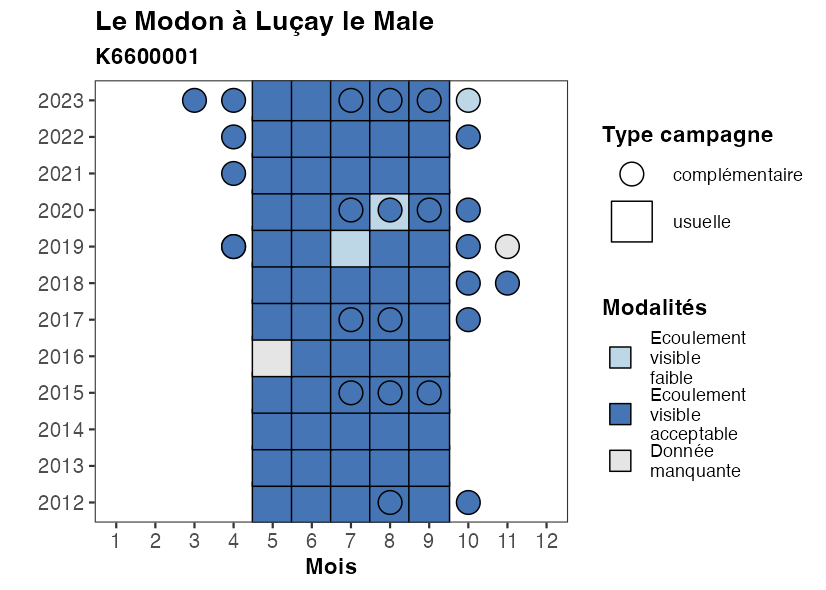 Le Modon à Luçay le Male
K6600001
2023
2022
2021
2020
2019
2018
2017
2016
2015
2014
2013
2012
1 2 3 4 5 6 7 8 9 10 11 12
Mois
Type campagne
complémentaire
usuelle
Modalités
Ecoulement
visible
faible
Ecoulement
visible
acceptable
Donnée
manquante